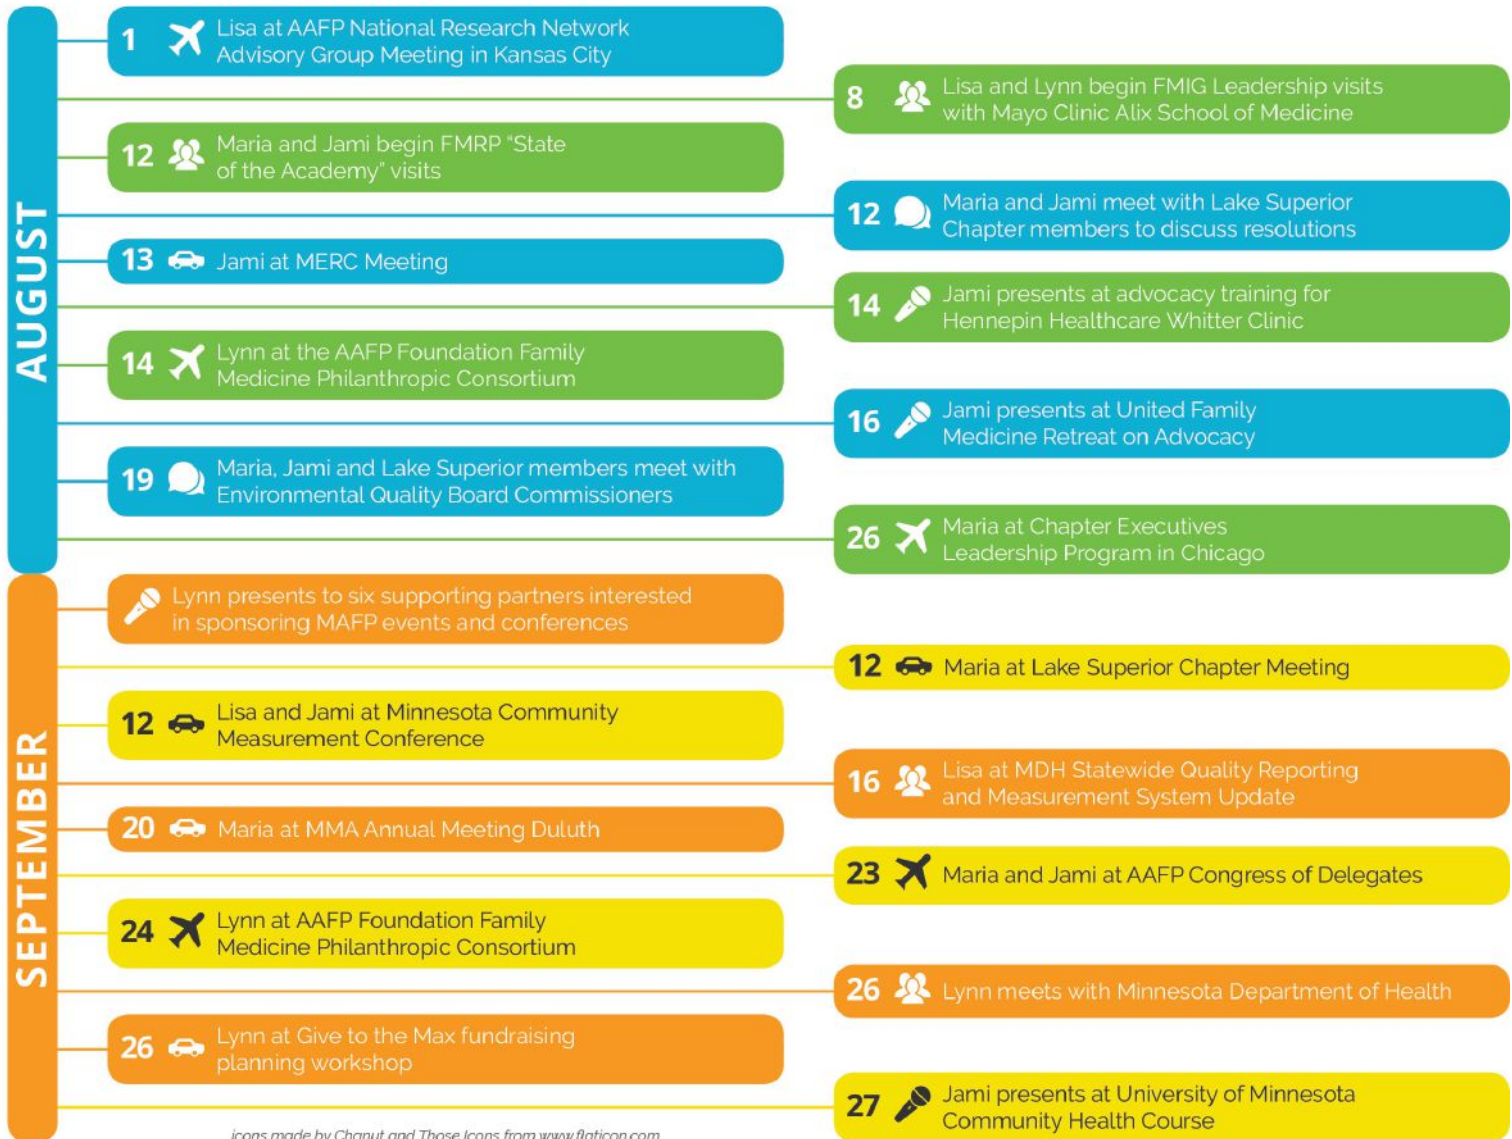 AUGUST
1
Lisa at AAFP National Research Network
Advisory Group Meeting in Kansas City
8
Lisa and Lynn begin FMIG Leadership visits
with Mayo Clinic Alix School of Medicine
12
Maria and Jami begin FMRP “State
of the Academy” visits
12
Maria and Jami meet with Lake Superior
Chapter members to discuss resolutions
13
Jami at MERC Meeting
14
Jami presents at advocacy training for
Hennepin Healthcare Whitter Clinic
14
Lynn at the AAFP Foundation Family
Medicine Philanthropic Consortium
16
Jami presents at United Family
Medicine Retreat on Advocacy
19
Maria, Jami and Lake Superior members meet with
Environmental Quality Board Commissioners
26
Maria at Chapter Executives
Leadership Program in Chicago
SEPTEMBER
Lynn presents to six supporting partners interested
in sponsoring MAFP events and conferences
12
Maria at Lake Superior Chapter Meeting
12
Lisa and Jami at Minnesota Community
Measurement Conference
16
Lisa at MDH Statewide Quality Reporting
and Measurement System Update
20
Maria at MMA Annual Meeting Duluth
23
Maria and Jami at AAFP Congress of Delegates
24
Lynn at AAFP Foundation Family
Medicine Philanthropic Consortium
26
Lynn meets with Minnesota Department of Health
26
Lynn at Give to the Max fundraising
planning workshop
27
Jami presents at University of Minnesota
Community Health Course
icons made by Chanut and Those Icons from www.flaticon.com